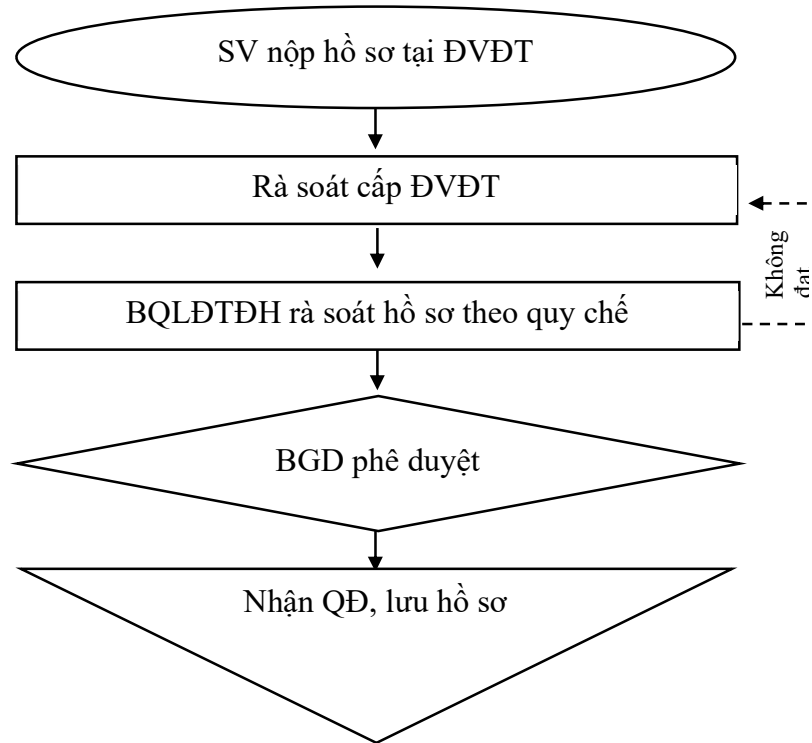 SV nộp hồ sơ tại ĐVĐT
Rà soát cấp ĐVĐT
Không
đạt
BQLĐTĐH rà soát hồ sơ theo quy chế
BGD phê duyệt
Nhận QĐ, lưu hồ sơ